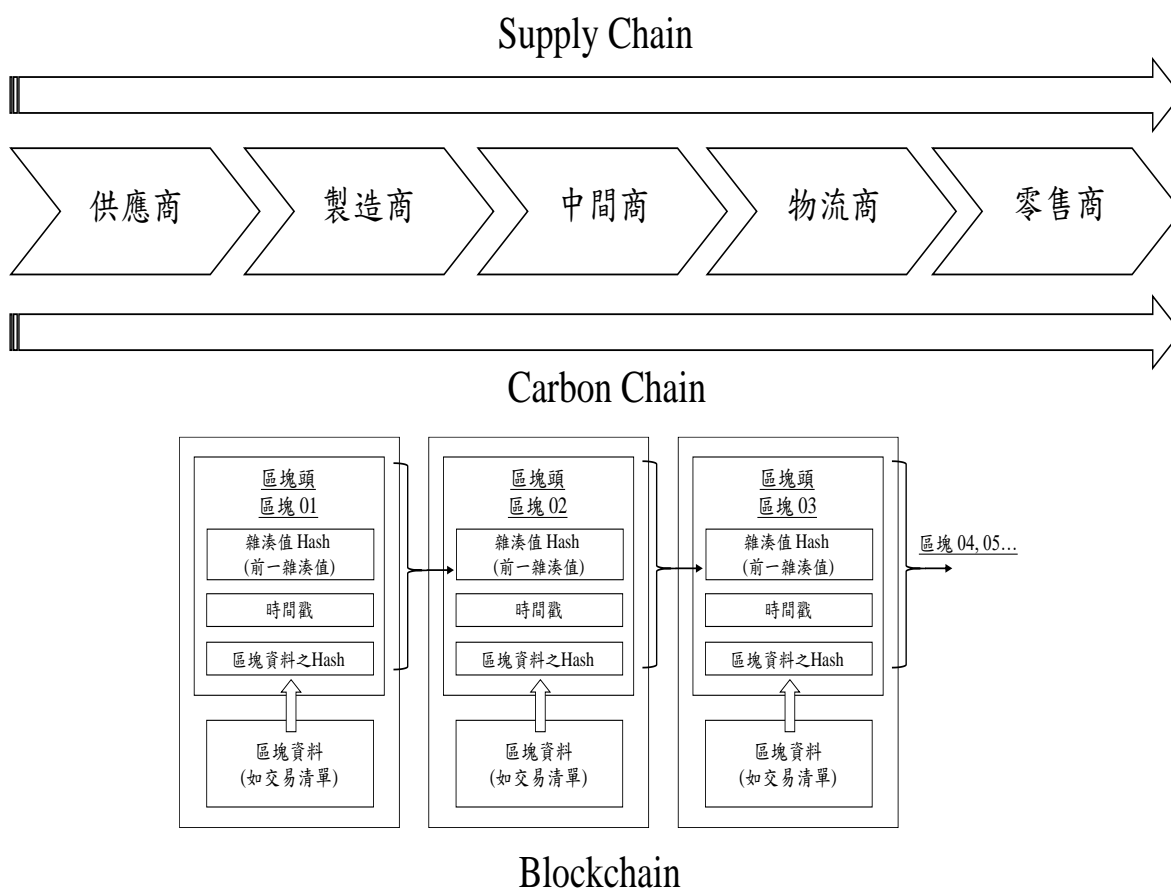 Supply Chain
供應商
製造商
中間商
物流商
零售商
Carbon Chain
區塊頭
區塊 01
雜湊值 Hash
(前一雜湊值)
時間戳
區塊資料之Hash
區塊資料
(如交易清單)
區塊頭
區塊 02
雜湊值 Hash
(前一雜湊值)
時間戳
區塊資料之Hash
區塊資料
(如交易清單)
區塊頭
區塊 03
雜湊值 Hash
(前一雜湊值)
時間戳
區塊資料之Hash
區塊資料
(如交易清單)
區塊 04, 05…
Blockchain